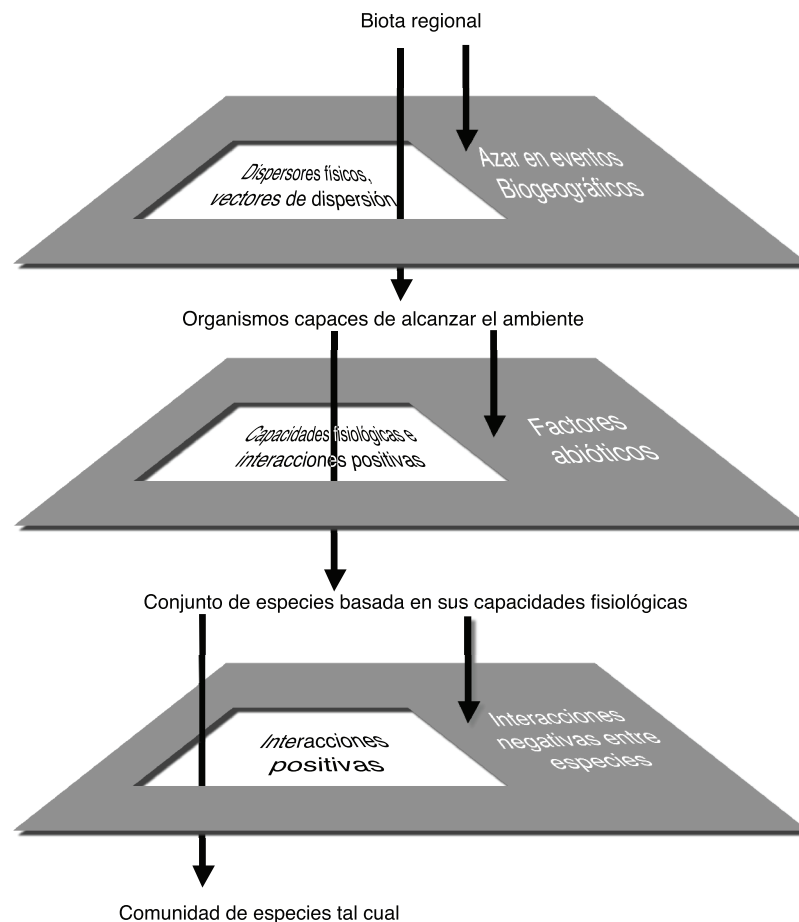 Biota regional
Dispersores físicos,
vectores de dispersión
Azar en eventos
Biogeográficos
Organismos capaces de alcanzar el ambiente
Capacidades fisiológicas e
interacciones positivas
Factores
abióticos
Conjunto de especies basada en sus capacidades fisiológicas
Interacciones
positivas
Interacciones
negativas entre
especies
Comunidad de especies tal cual